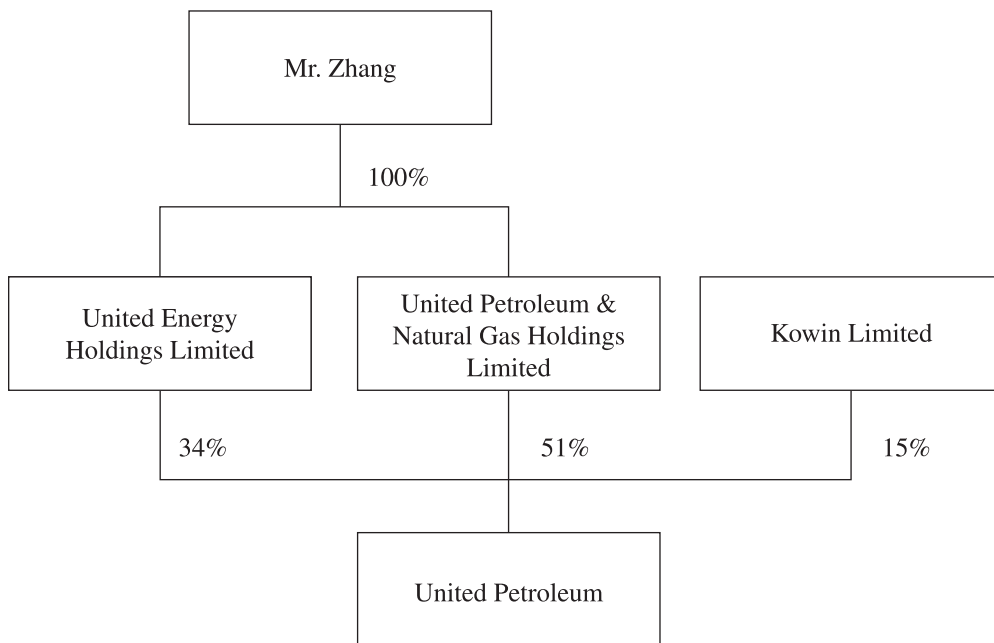 Mr. Zhang
100%
United Energy
Holdings Limited
United Petroleum &
Natural Gas Holdings
Limited
Kowin Limited
34%
51%
15%
United Petroleum